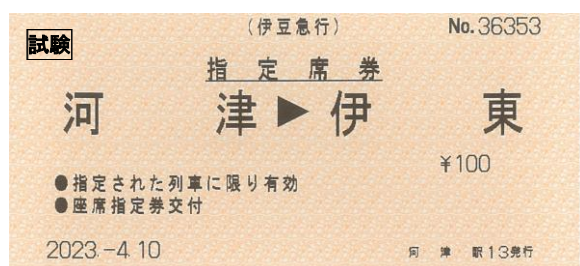 (伊豆急行) No.36353
試験
指定席券
河津▶伊東
¥100
●指定された列車に限り有効
●座席指定券交付
2023.-4.10 河津駅13発行